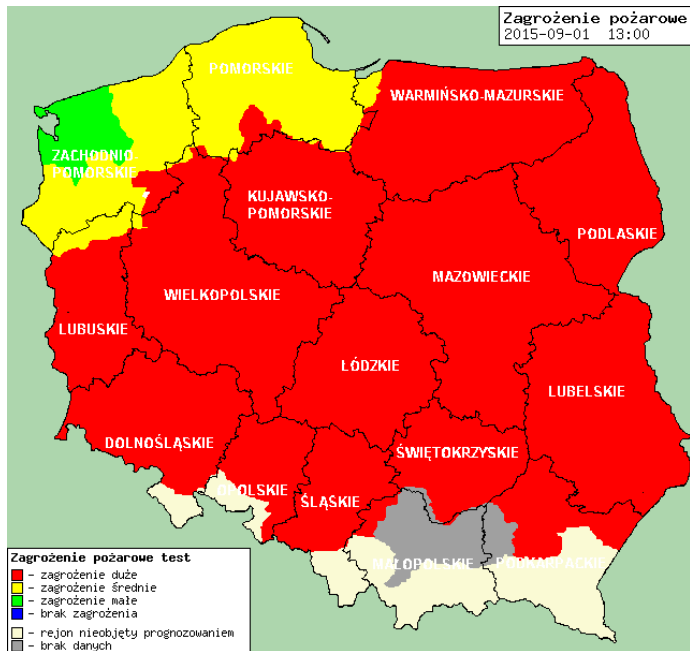 Zagrożenie pożarowe
2015-09-01 13:00
POMORSKIE
WARMIŃSKO-MAZURSKIE
ZACHODNIO-
POMORSKIE
KUJAWSKO-
POMORSKIE
PODLASKIE
MAZOWIECKIE
WIELKOPOLSKIE
LUBUSKIE
ŁÓDZKIE
LUBELSKIE
DOLNOŚLĄSKIE
ŚWIĘTOKRZYSKIE
OPOLSKIE
ŚLĄSKIE
MAŁOPOLSKIE
PODKARPACKIE
Zagrożenie pożarowe test
– zagrożenie duże
– zagrożenie średnie
– zagrożenie małe
– brak zagrożenia
– rejon nieobjęty prognozowaniem
– brak danych